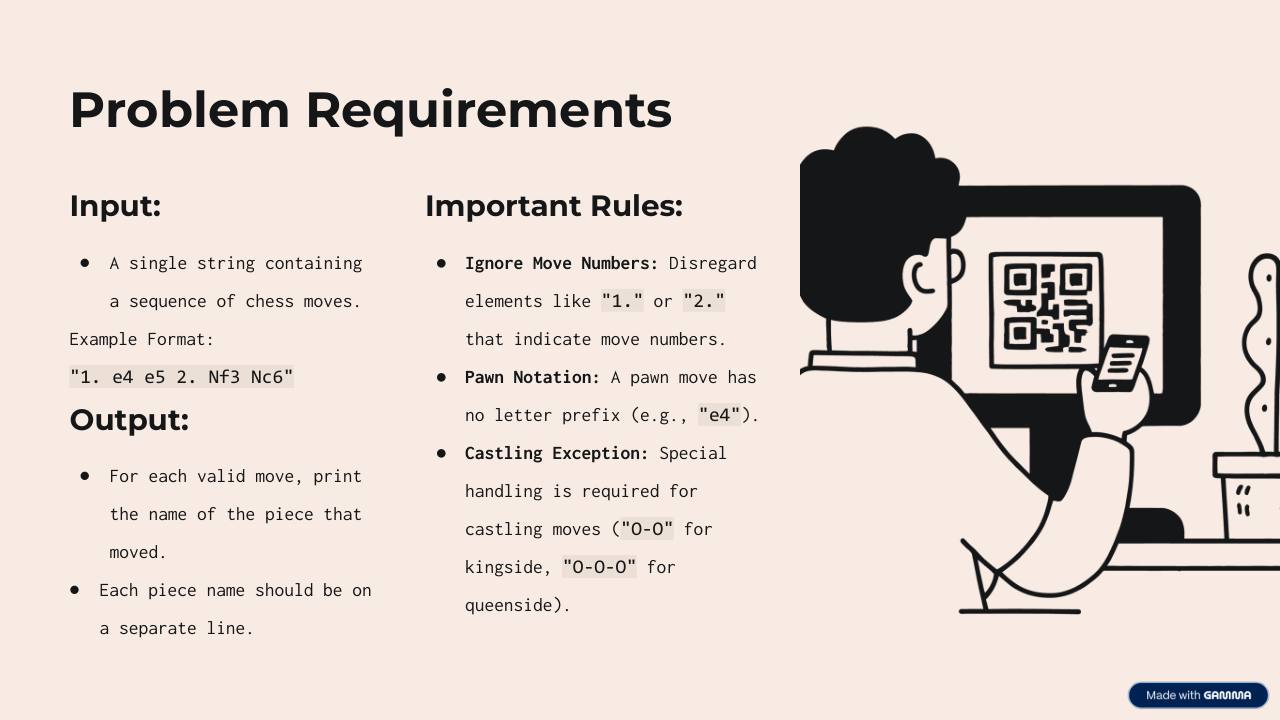 Problem Requirements
Input:
● A single string containing
a sequence of chess moves.
Example Format:
"1. e4 e5 2. Nf3 Nc6"
Output:
● For each valid move, print
the name of the piece that
moved.
● Each piece name should be on
a separate line.
Important Rules:
● Ignore Move Numbers: Disregard
elements like "1." or "2."
that indicate move numbers.
● Pawn Notation: A pawn move has
no letter prefix (e.g., "e4").
● Castling Exception: Special
handling is required for
castling moves ("O-O" for
kingside, "O-O-O" for
queenside).
Made with GAMMA